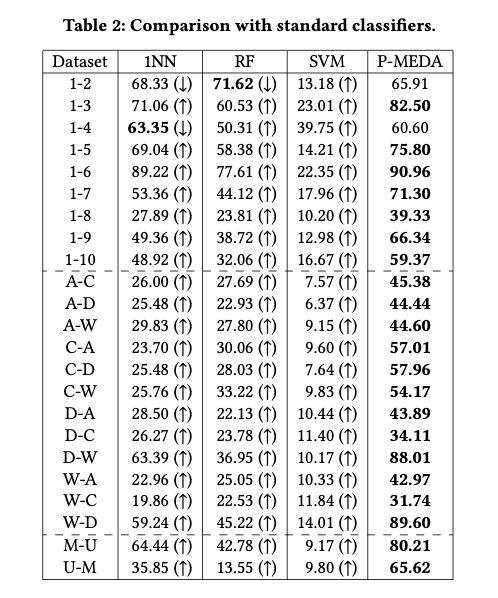 Table 2: Comparison with standard classifiers.
Dataset 1NN RF SVM P-MEDA
1-2 68.33 (↓) 71.62 (↓) 13.18 (↑) 65.91
1-3 71.06 (↑) 60.53 (↑) 23.01 (↑) 82.50
1-4 63.35 (↓) 50.31 (↑) 39.75 (↑) 60.60
1-5 69.04 (↑) 58.38 (↑) 14.21 (↑) 75.80
1-6 89.22 (↑) 77.61 (↑) 22.35 (↑) 90.96
1-7 53.36 (↑) 44.12 (↑) 17.96 (↑) 71.30
1-8 27.89 (↑) 23.81 (↑) 10.20 (↑) 39.33
1-9 49.36 (↑) 38.72 (↑) 12.98 (↑) 66.34
1-10 48.92 (↑) 32.06 (↑) 16.67 (↑) 59.37
A-C 26.00 (↑) 27.69 (↑) 7.57 (↑) 45.38
A-D 25.48 (↑) 22.93 (↑) 6.37 (↑) 44.44
A-W 29.83 (↑) 27.80 (↑) 9.15 (↑) 44.60
C-A 23.70 (↑) 30.06 (↑) 9.60 (↑) 57.01
C-D 25.48 (↑) 28.03 (↑) 7.64 (↑) 57.96
C-W 25.76 (↑) 33.22 (↑) 9.83 (↑) 54.17
D-A 28.50 (↑) 22.13 (↑) 10.44 (↑) 43.89
D-C 26.27 (↑) 23.78 (↑) 11.40 (↑) 34.11
D-W 63.39 (↑) 36.95 (↑) 10.17 (↑) 88.01
W-A 22.96 (↑) 25.05 (↑) 10.33 (↑) 42.97
W-C 19.86 (↑) 22.53 (↑) 11.84 (↑) 31.74
W-D 59.24 (↑) 45.22 (↑) 14.01 (↑) 89.60
M-U 64.44 (↑) 42.78 (↑) 9.17 (↑) 80.21
U-M 35.85 (↑) 13.55 (↑) 9.80 (↑) 65.62